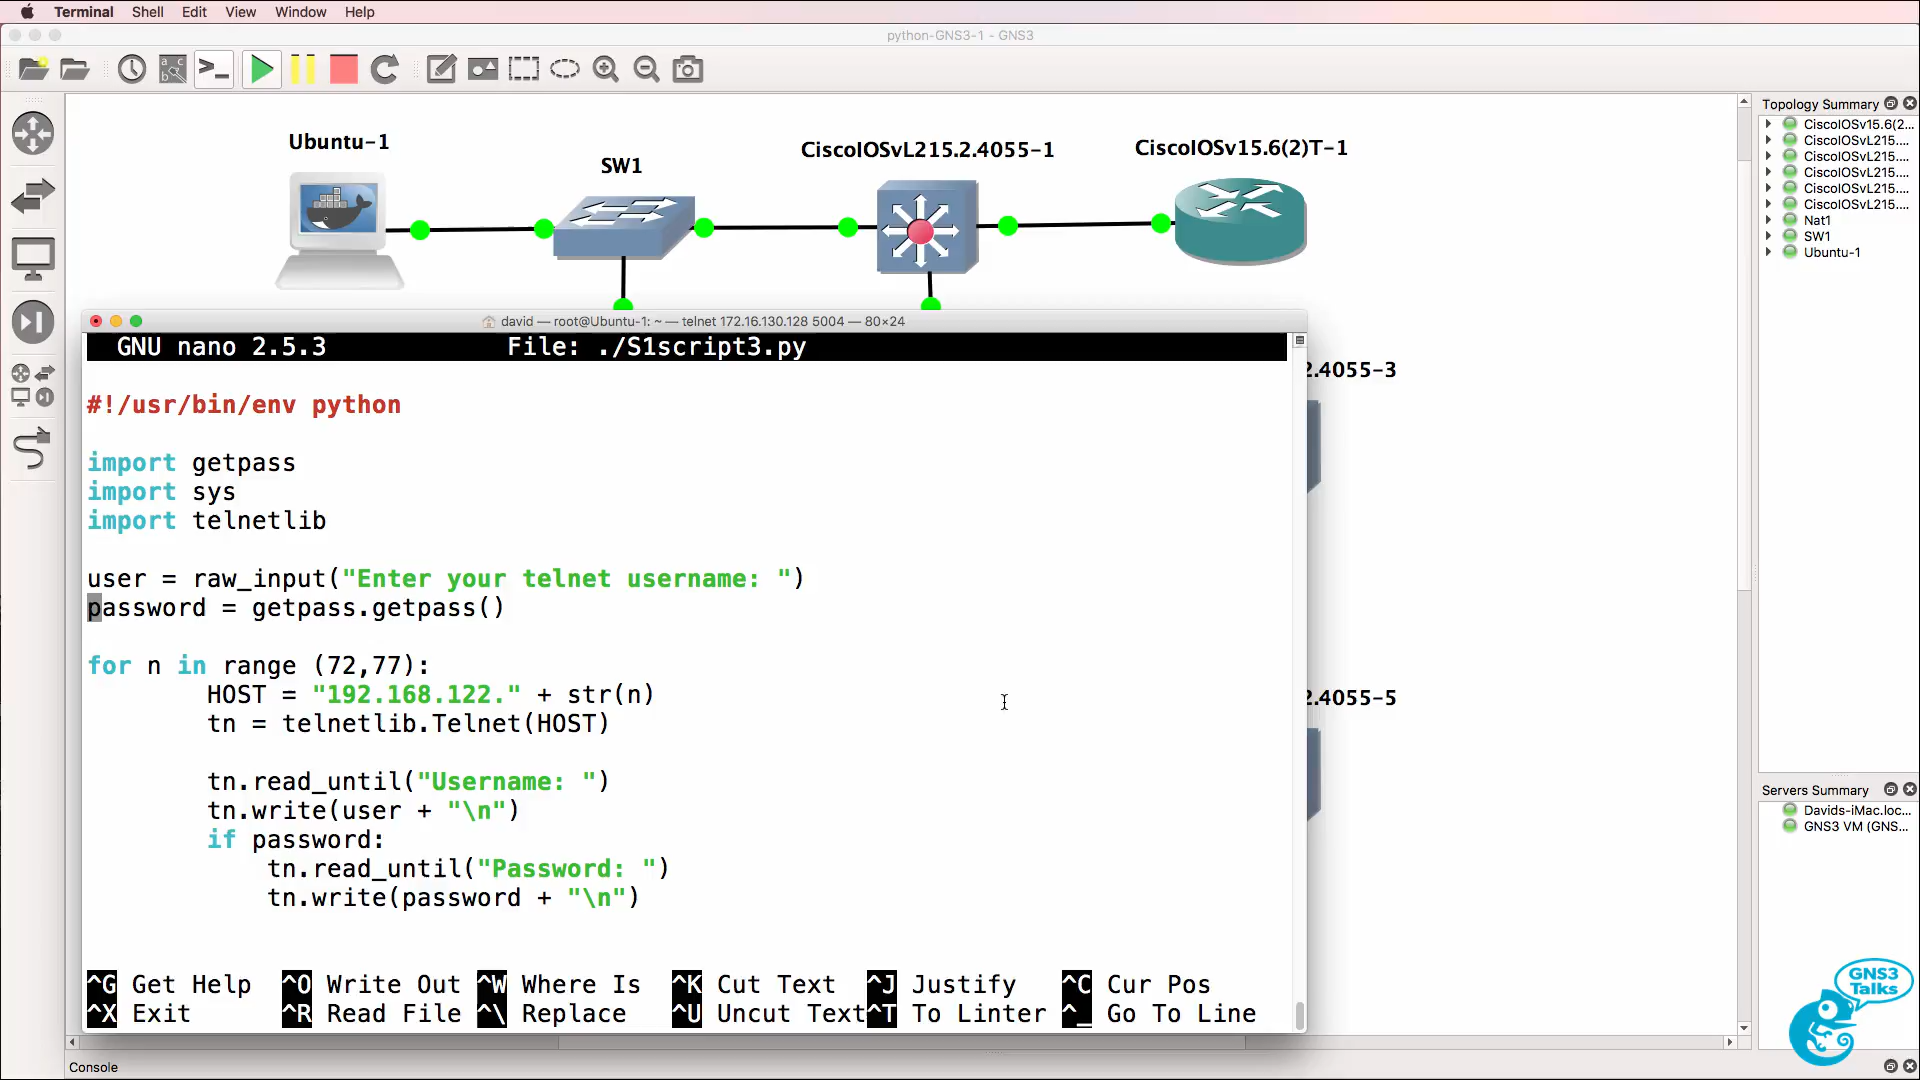 Terminal Shell Edit View Window Help
python-GNS3-1 - GNS3
Ubuntu-1
SW1
CiscoIOSvL215.2.4055-1
CiscoIOSv15.6(2)T-1
Topology Summary
CiscoIOSv15.6(2...
CiscoIOSvL215....
CiscoIOSvL215....
CiscoIOSvL215....
CiscoIOSvL215....
CiscoIOSvL215....
Nat1
SW1
Ubuntu-1
david — root@Ubuntu-1: ~ — telnet 172.16.130.128 5004 — 80×24
GNU nano 2.5.3 File: ./S1script3.py
#!/usr/bin/env python
import getpass
import sys
import telnetlib
user = raw_input("Enter your telnet username: ")
password = getpass.getpass()
for n in range (72,77):
HOST = "192.168.122." + str(n)
tn = telnetlib.Telnet(HOST)
tn.read_until("Username: ")
tn.write(user + "\n")
if password:
tn.read_until("Password: ")
tn.write(password + "\n")
^G Get Help ^O Write Out ^W Where Is ^K Cut Text ^J Justify ^C Cur Pos
^X Exit ^R Read File ^\ Replace ^U Uncut Text ^T To Linter ^_ Go To Line
2.4055-3
2.4055-5
Servers Summary
Davids-iMac.loc...
GNS3 VM (GNS...
GNS3
Talks
Console